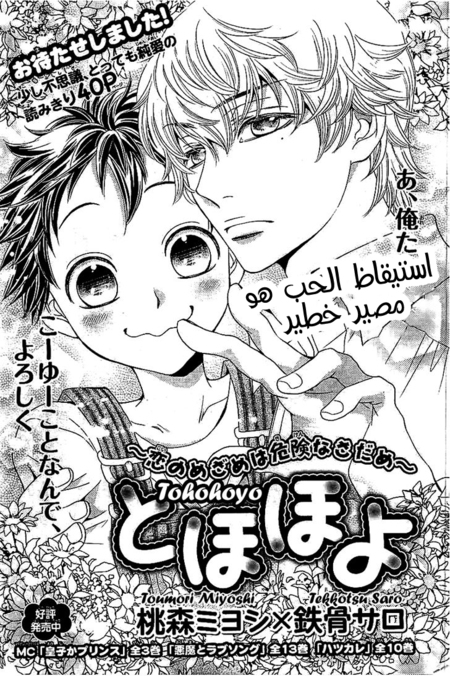 お待たせしました!
少し不思議、とっても純愛の
読みきり40P
あ、俺た
استيقاظ الحَب هو
مصير خطير
こーゆーことなんで、
よろしく
〜恋のめざめは危険なさだめ〜
Tohohoyo
とほほよ
Toumori Miyoshi
Tekkotsu Saro
桃森ミヨシ×鉄骨サロ
好評
発売中
MC「皇子かプリンス」全3巻「悪魔とラブソング」全13巻「ハツカレ」全10巻